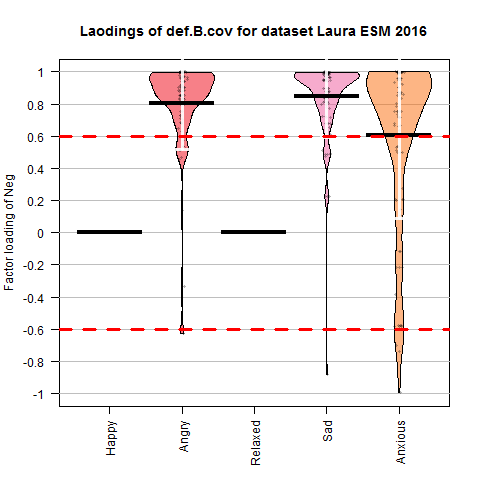 Laodings of def.B.cov for dataset Laura ESM 2016
Factor loading of Neg
1
0.8
0.6
0.4
0.2
0
-0.2
-0.4
-0.6
-0.8
-1
Happy
Angry
Relaxed
Sad
Anxious